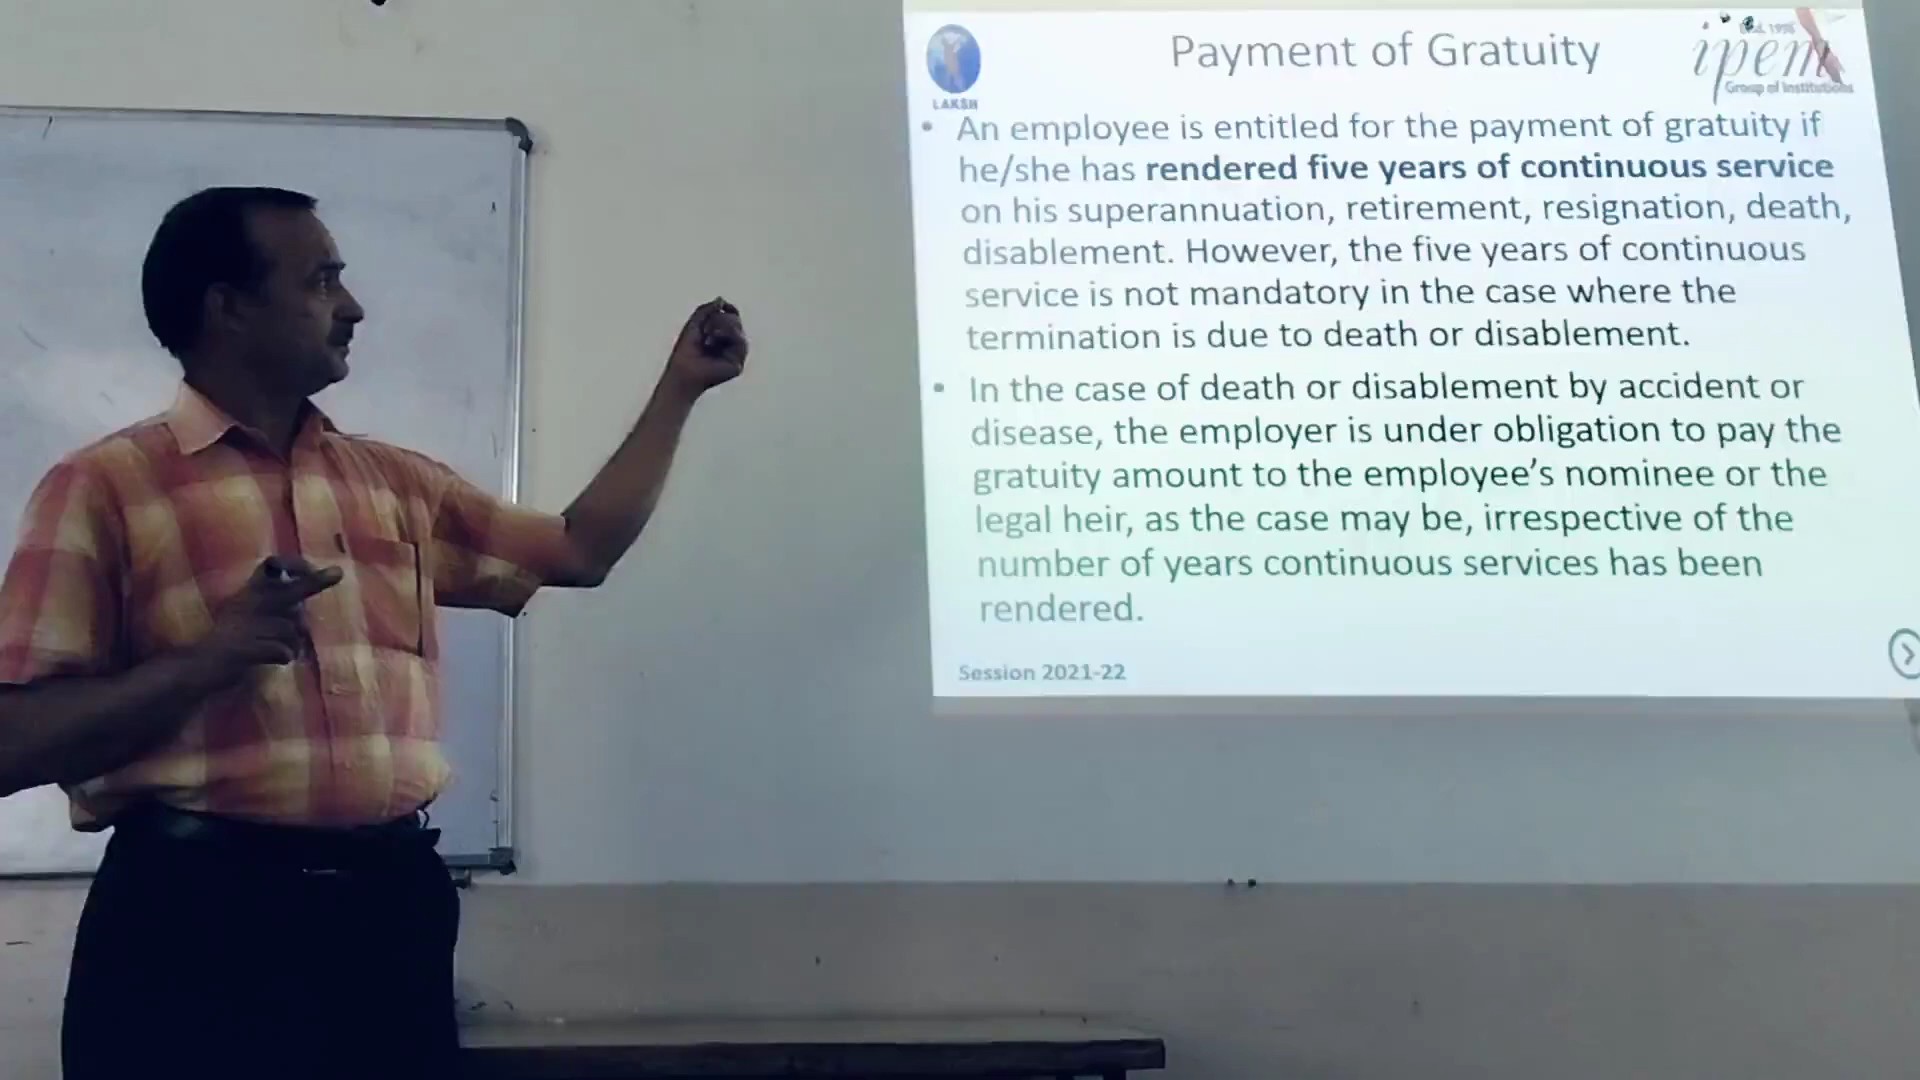 Payment of Gratuity
LAKSH
Estd. 1996
ipem
Group of Institutions
• An employee is entitled for the payment of gratuity if
he/she has rendered five years of continuous service
on his superannuation, retirement, resignation, death,
disablement. However, the five years of continuous
service is not mandatory in the case where the
termination is due to death or disablement.
• In the case of death or disablement by accident or
disease, the employer is under obligation to pay the
gratuity amount to the employee’s nominee or the
legal heir, as the case may be, irrespective of the
number of years continuous services has been
rendered.
Session 2021-22